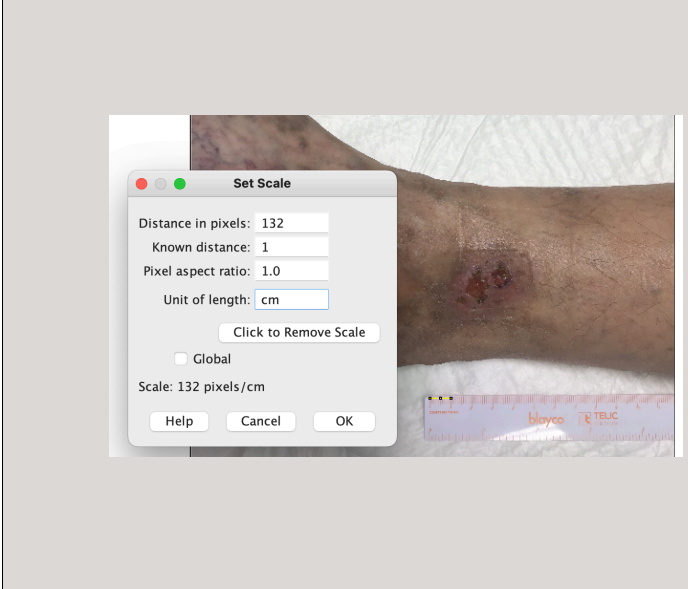 Set Scale
Distance in pixels: 132
Known distance: 1
Pixel aspect ratio: 1.0
Unit of length: cm
Click to Remove Scale
Global
Scale: 132 pixels/cm
Help Cancel OK
blayco TELIC